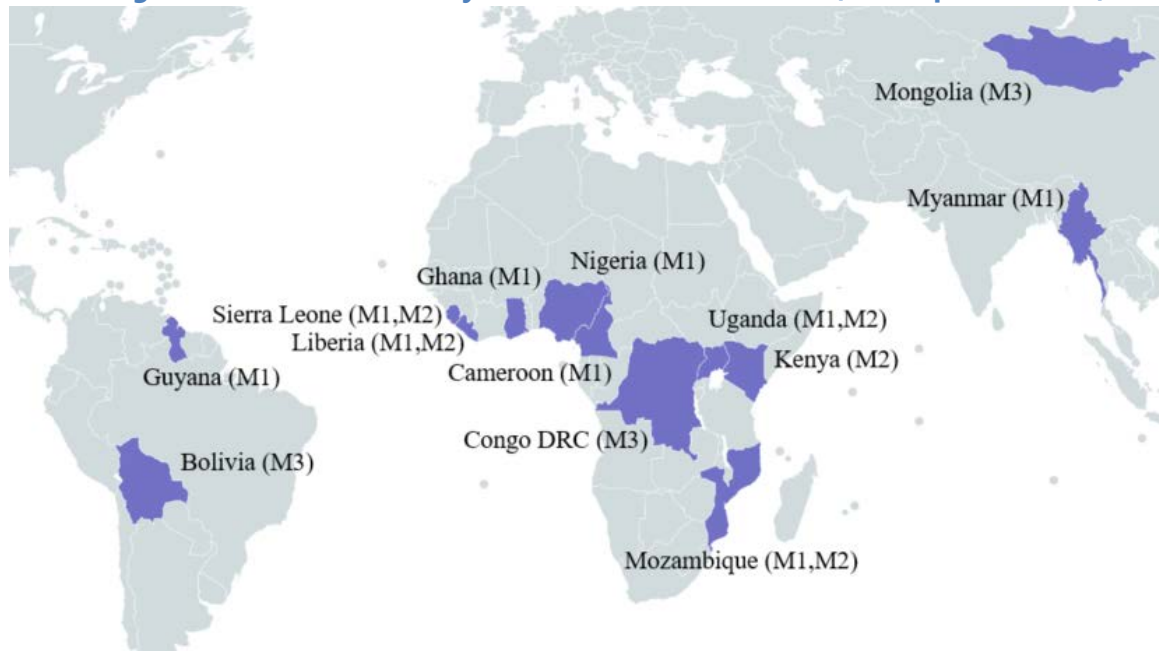 Mongolia (M3)
Myanmar (M1)
Nigeria (M1)
Ghana (M1)
Sierra Leone (M1,M2)
Uganda (M1,M2)
Liberia (M1,M2)
Kenya (M2)
Guyana (M1)
Cameroon (M1)
Congo DRC (M3)
Bolivia (M3)
Mozambique (M1,M2)